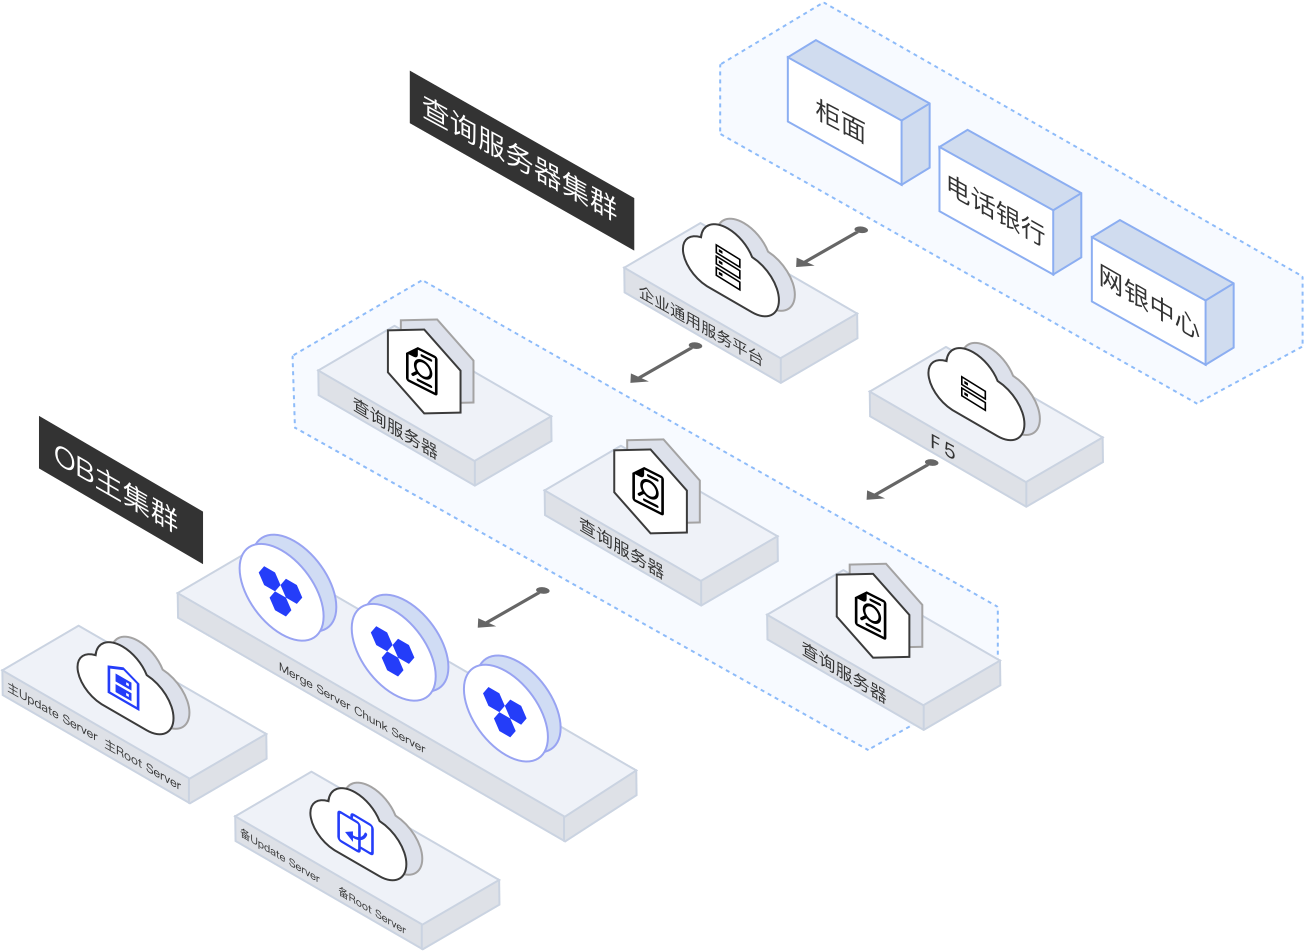 柜面
电话银行
网银中心
查询服务器集群
企业通用服务平台
F5
查询服务器
查询服务器
查询服务器
OB主集群
Merge Server Chunk Server
主Update Server 主Root Server
备Update Server 备Root Server